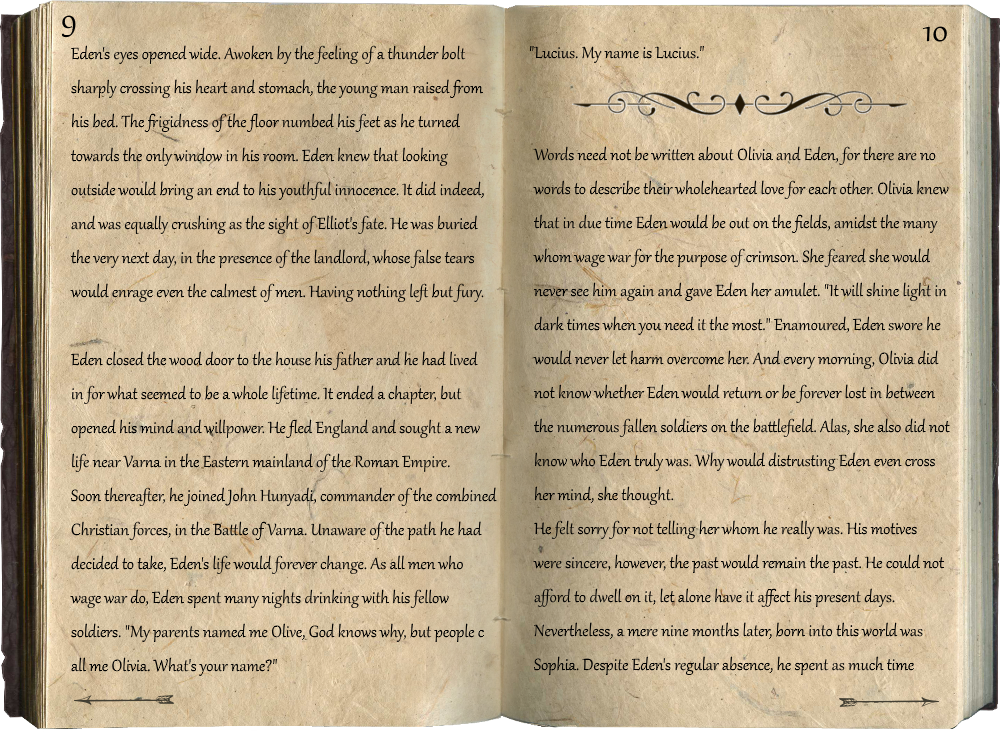 9
Eden's eyes opened wide. Awoken by the feeling of a thunder bolt
sharply crossing his heart and stomach, the young man raised from
his bed. The frigidness of the floor numbed his feet as he turned
towards the only window in his room. Eden knew that looking
outside would bring an end to his youthful innocence. It did indeed,
and was equally crushing as the sight of Elliot's fate. He was buried
the very next day, in the presence of the landlord, whose false tears
would enrage even the calmest of men. Having nothing left but fury.
Eden closed the wood door to the house his father and he had lived
in for what seemed to be a whole lifetime. It ended a chapter, but
opened his mind and willpower. He fled England and sought a new
life near Varna in the Eastern mainland of the Roman Empire.
Soon thereafter, he joined John Hunyadi, commander of the combined
Christian forces, in the Battle of Varna. Unaware of the path he had
decided to take, Eden's life would forever change. As all men who
wage war do, Eden spent many nights drinking with his fellow
soldiers. "My parents named me Olive, God knows why, but people c
all me Olivia. What's your name?"
10
"Lucius. My name is Lucius."
Words need not be written about Olivia and Eden, for there are no
words to describe their wholehearted love for each other. Olivia knew
that in due time Eden would be out on the fields, amidst the many
whom wage war for the purpose of crimson. She feared she would
never see him again and gave Eden her amulet. "It will shine light in
dark times when you need it the most." Enamoured, Eden swore he
would never let harm overcome her. And every morning, Olivia did
not know whether Eden would return or be forever lost in between
the numerous fallen soldiers on the battlefield. Alas, she also did not
know who Eden truly was. Why would distrusting Eden even cross
her mind, she thought.
He felt sorry for not telling her whom he really was. His motives
were sincere, however, the past would remain the past. He could not
afford to dwell on it, let alone have it affect his present days.
Nevertheless, a mere nine months later, born into this world was
Sophia. Despite Eden's regular absence, he spent as much time